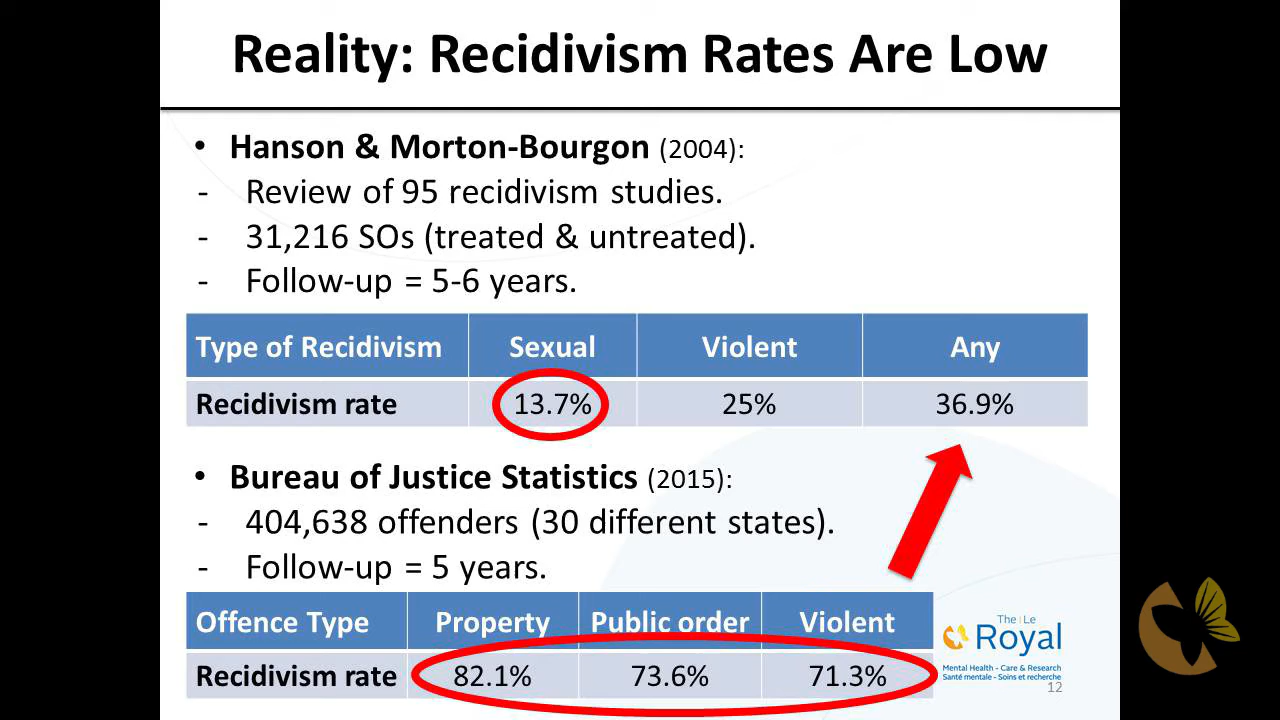 Reality: Recidivism Rates Are Low
• Hanson & Morton-Bourgon (2004):
- Review of 95 recidivism studies.
- 31,216 SOs (treated & untreated).
- Follow-up = 5-6 years.
Type of Recidivism Sexual Violent Any
Recidivism rate 13.7% 25% 36.9%
• Bureau of Justice Statistics (2015):
- 404,638 offenders (30 different states).
- Follow-up = 5 years.
Offence Type Property Public order Violent
Recidivism rate 82.1% 73.6% 71.3%
The | Le
Royal
Mental Health - Care & Research
Santé mentale - Soins et recherche
12